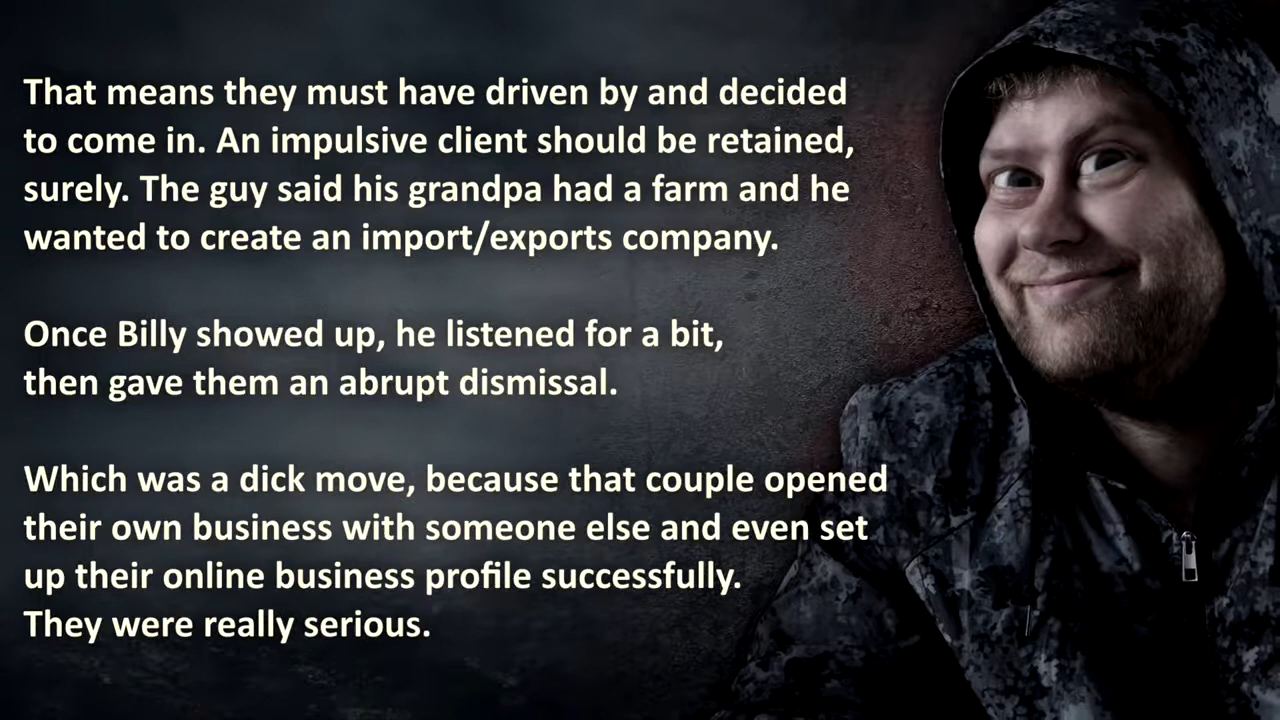 That means they must have driven by and decided
to come in. An impulsive client should be retained,
surely. The guy said his grandpa had a farm and he
wanted to create an import/exports company.
Once Billy showed up, he listened for a bit,
then gave them an abrupt dismissal.
Which was a dick move, because that couple opened
their own business with someone else and even set
up their online business profile successfully.
They were really serious.